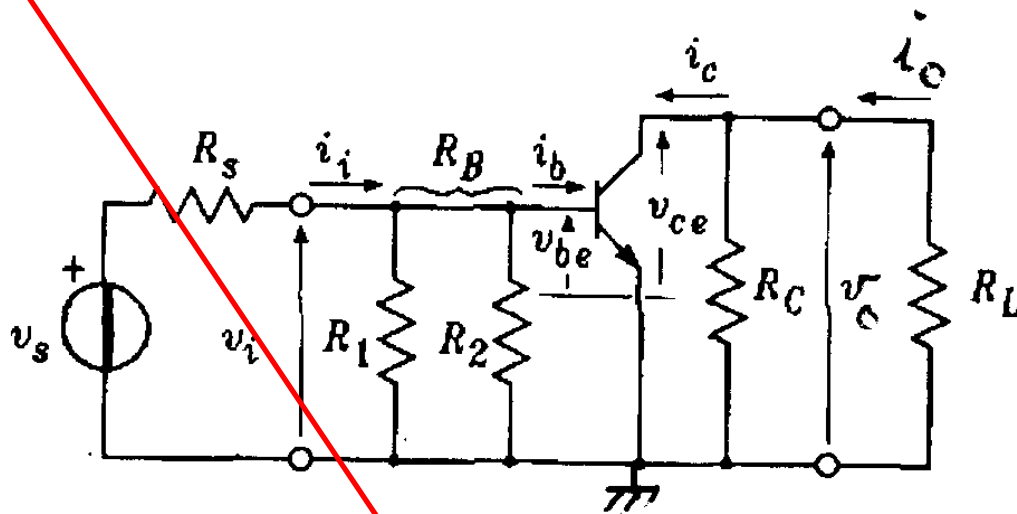 i_c i_o
R_s i_i R_B i_b
v_ce
v_be
+
v_s v_i R_1 R_2 R_C v_o R_L